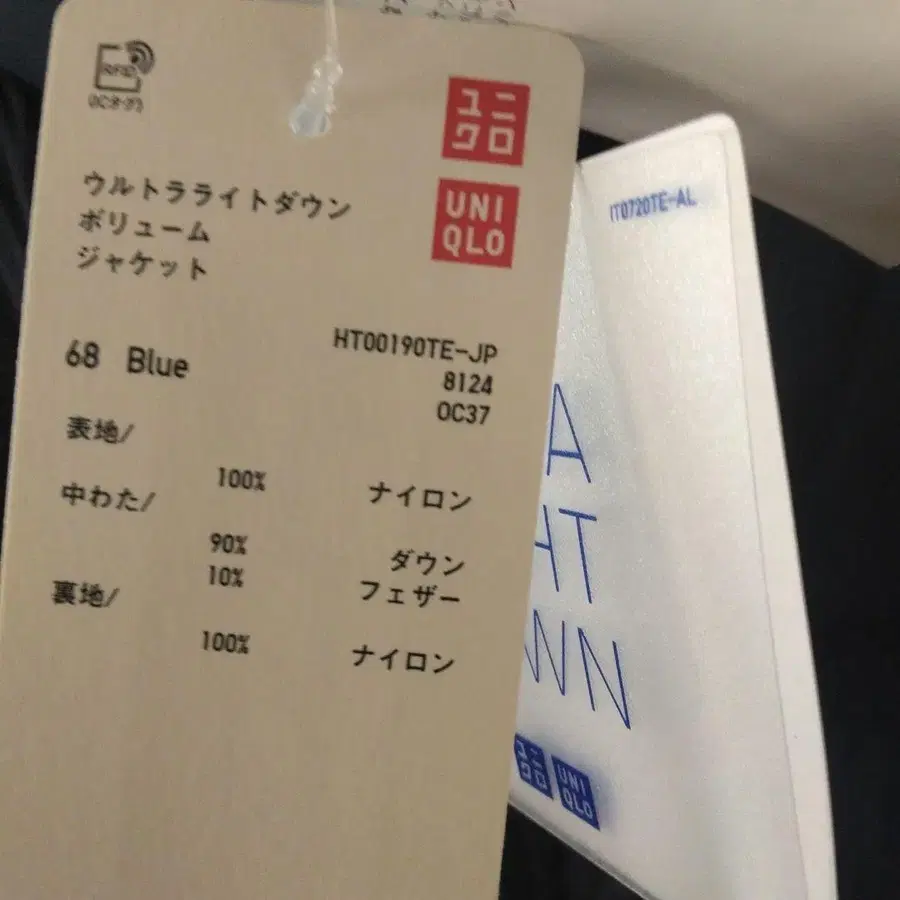 RFID
ICタグ
ユニ
クロ
UNI
QLO
ウルトラライトダウン
ボリューム
ジャケット
68 Blue
HT00190TE-JP
8124
0C37
表地/
100% ナイロン
中わた/
90% ダウン
10% フェザー
裏地/
100% ナイロン
IT0720TE-AL
A
HT
WN
ユニ
クロ
UNI
QLO